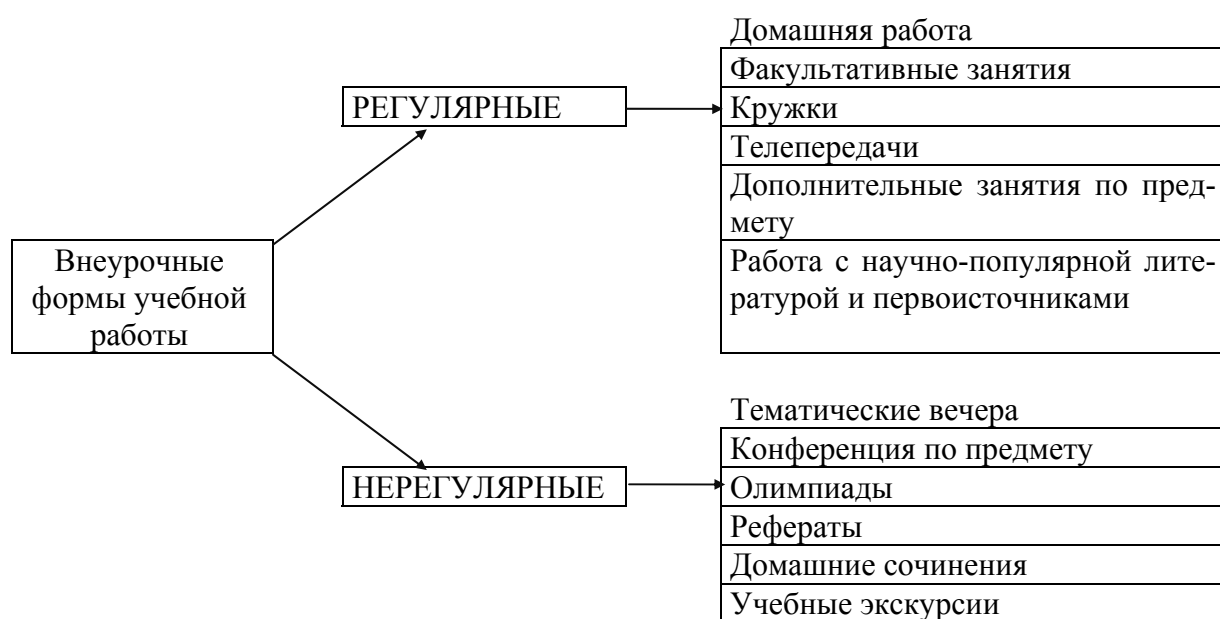 Внеурочные
формы учебной
работы
РЕГУЛЯРНЫЕ
Домашняя работа
Факультативные занятия
Кружки
Телепередачи
Дополнительные занятия по пред-
мету
Работа с научно-популярной лите-
ратурой и первоисточниками
НЕРЕГУЛЯРНЫЕ
Тематические вечера
Конференция по предмету
Олимпиады
Рефераты
Домашние сочинения
Учебные экскурсии